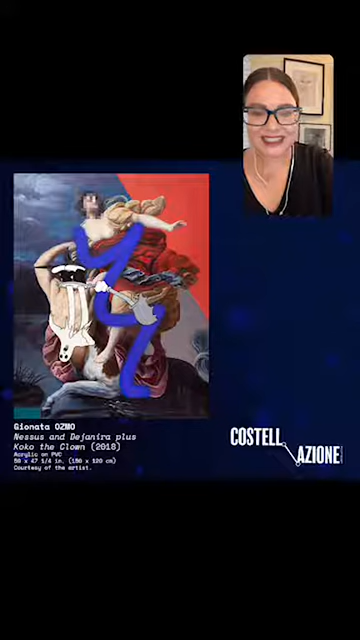 Gionata OZMO
Nessus and Dejanira plus
Koko the Clown (2018)
Acrylic on PVC
59 x 47 1/4 in. (150 x 120 cm)
Courtesy of the artist.
COSTELL
AZIONE